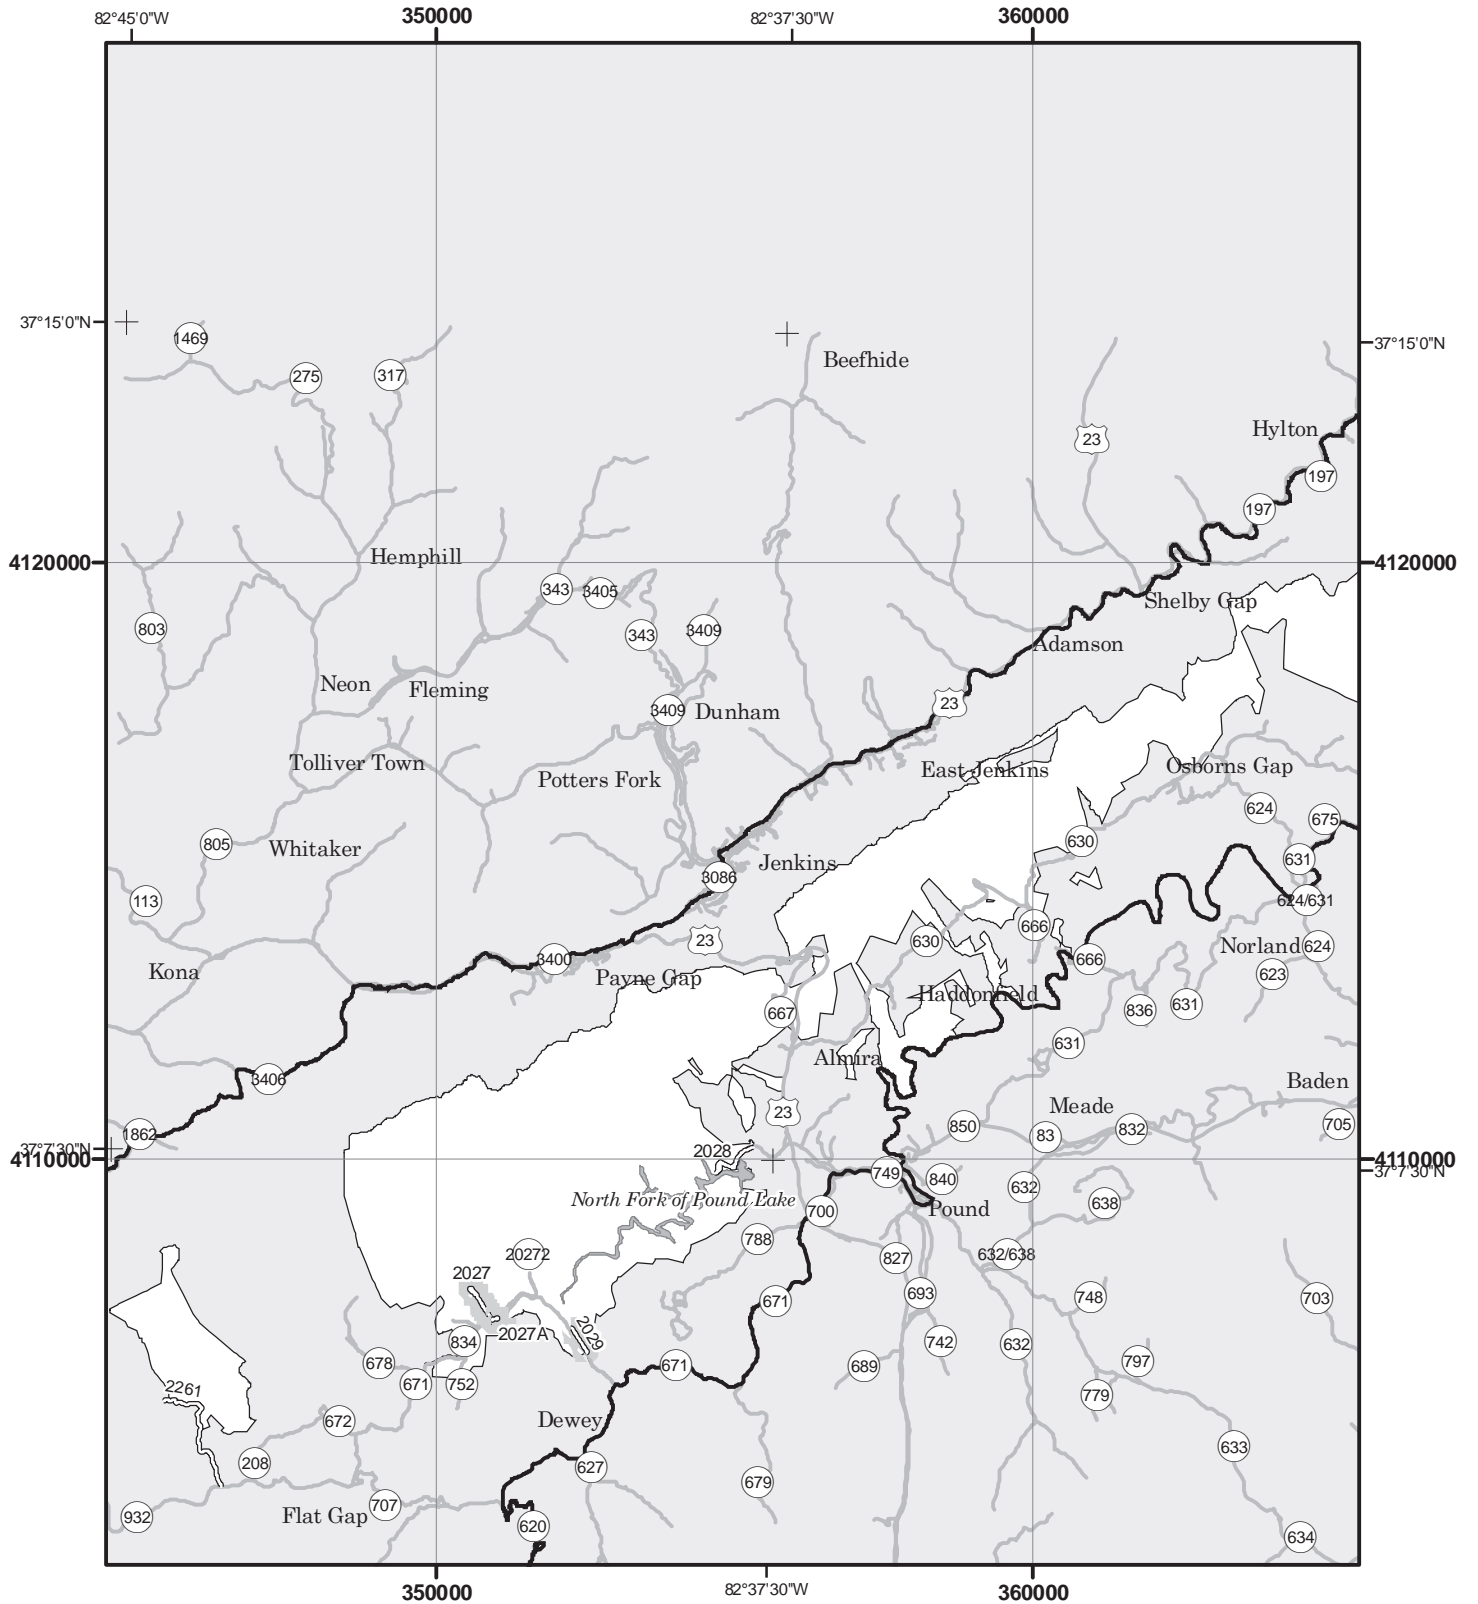 82°45'0"W
350000
82°37'30"W
360000
37°15'0"N
1469
37°15'0"N
Beefhide
275
317
Hylton
23
197
197
4120000
Hemphill
4120000
343
3405
Shelby Gap
803
343
3409
Adamson
Neon
Fleming
23
3409
Dunham
Tolliver Town
Potters Fork
East Jenkins
Osborns Gap
624
675
630
805
Whitaker
Jenkins
631
3086
113
624/631
666
23
630
Norland
624
3400
666
Kona
Payne Gap
623
Haddonfield
667
836
631
631
Almira
3406
Baden
23
Meade
850
83
832
705
1862
37°7'30"N
2028
4110000
4110000
37°7'30"N
749
840
632
North Fork of Pound Lake
638
700
Pound
788
20272
827
632/638
2027
671
693
748
703
2027A
2029
834
742
632
678
671
689
797
671
752
2261
779
672
Dewey
633
208
627
679
707
Flat Gap
932
620
634
350000
82°37'30"W
360000